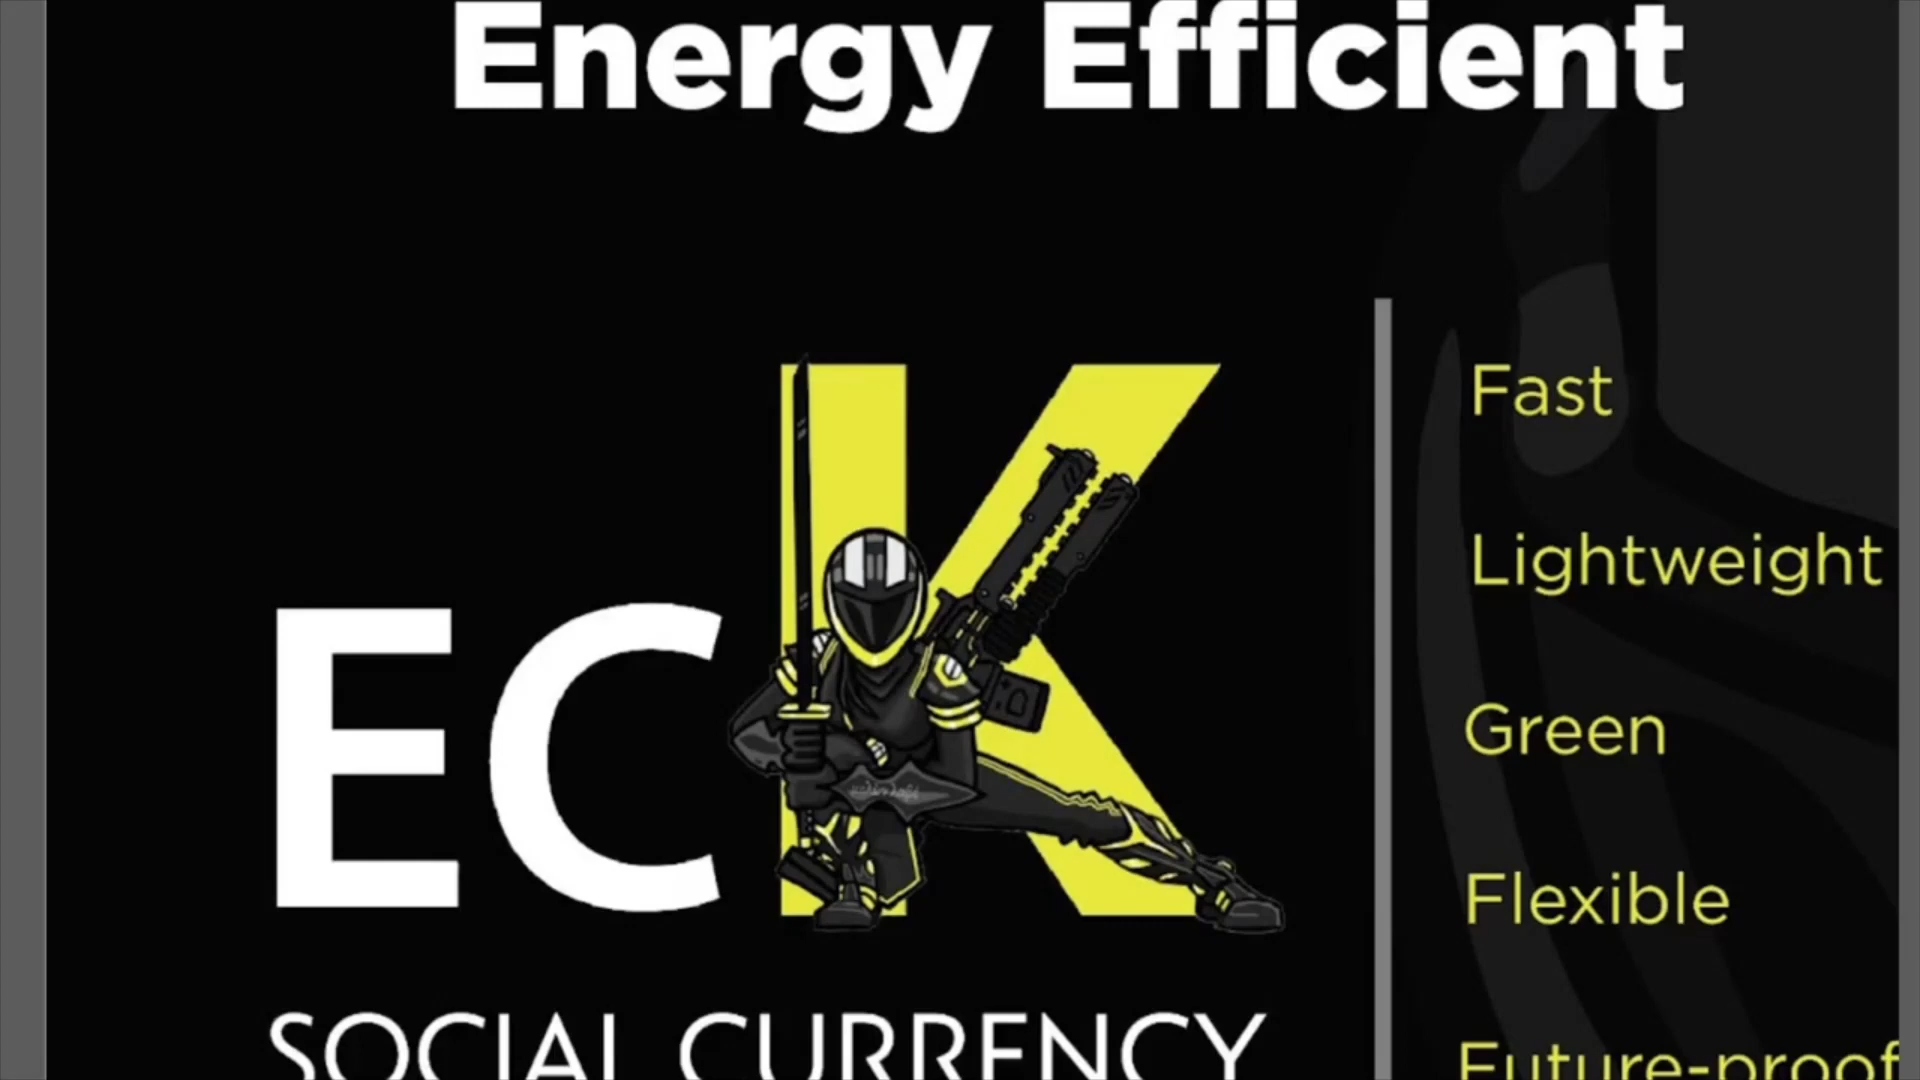 Energy Efficient
ECK
SOCIAL CURRENCY
Fast
Lightweight
Green
Flexible
Future-proof